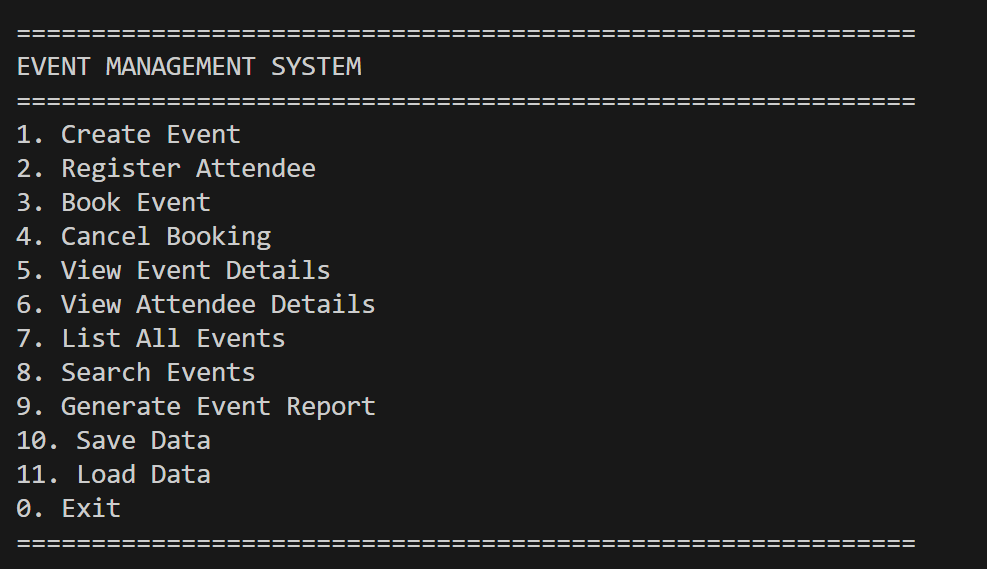 ============================================================
EVENT MANAGEMENT SYSTEM
============================================================
1. Create Event
2. Register Attendee
3. Book Event
4. Cancel Booking
5. View Event Details
6. View Attendee Details
7. List All Events
8. Search Events
9. Generate Event Report
10. Save Data
11. Load Data
0. Exit
============================================================